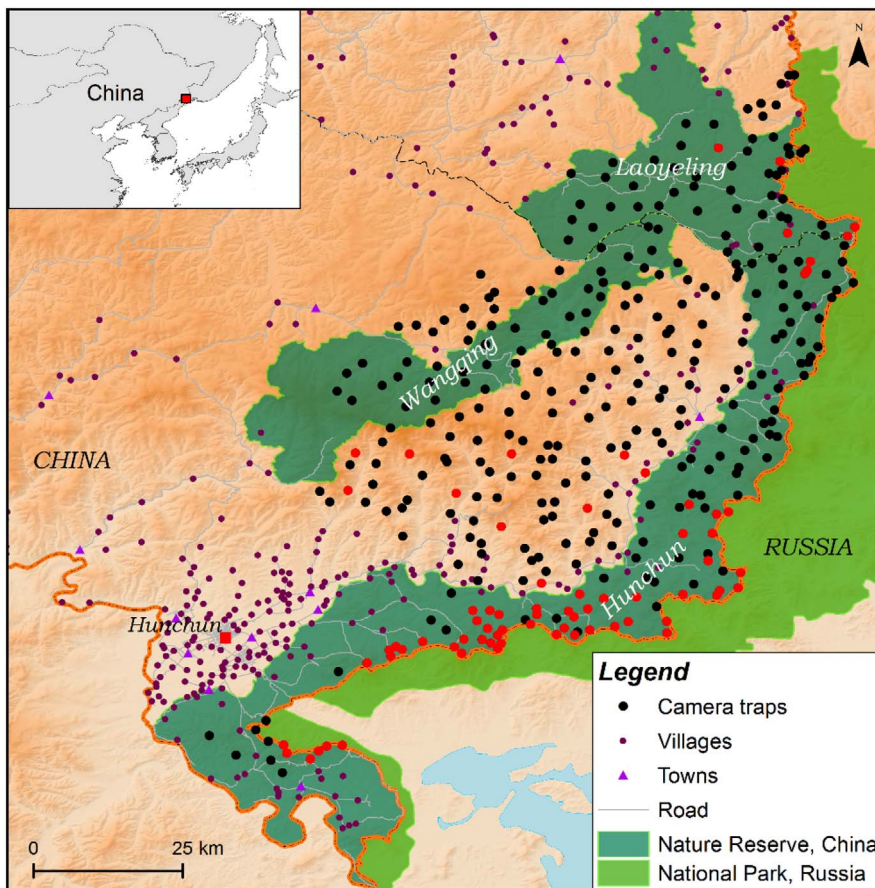 China
N
Laoyeling
Wangqing
CHINA
RUSSIA
Hunchun
Hunchun
Legend
Camera traps
Villages
Towns
Road
Nature Reserve, China
National Park, Russia
0 25 km